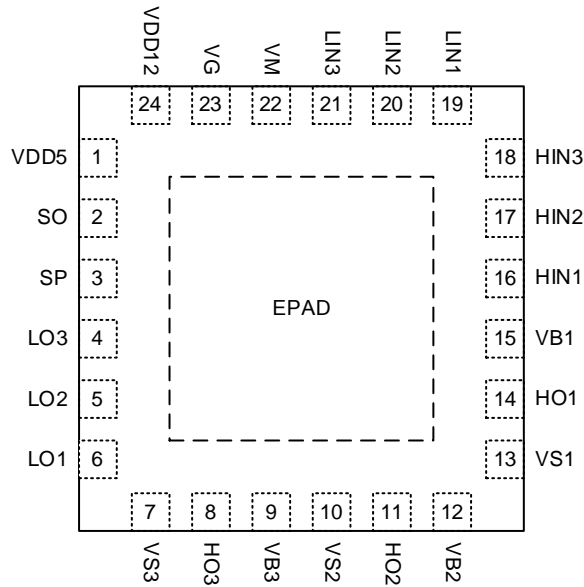 VDD12
VG
VM
LIN3
LIN2
LIN1
24
23
22
21
20
19
VDD5 1
18 HIN3
SO 2
17 HIN2
SP 3
16 HIN1
EPAD
LO3 4
15 VB1
LO2 5
14 HO1
LO1 6
13 VS1
7
8
9
10
11
12
VS3
HO3
VB3
VS2
HO2
VB2